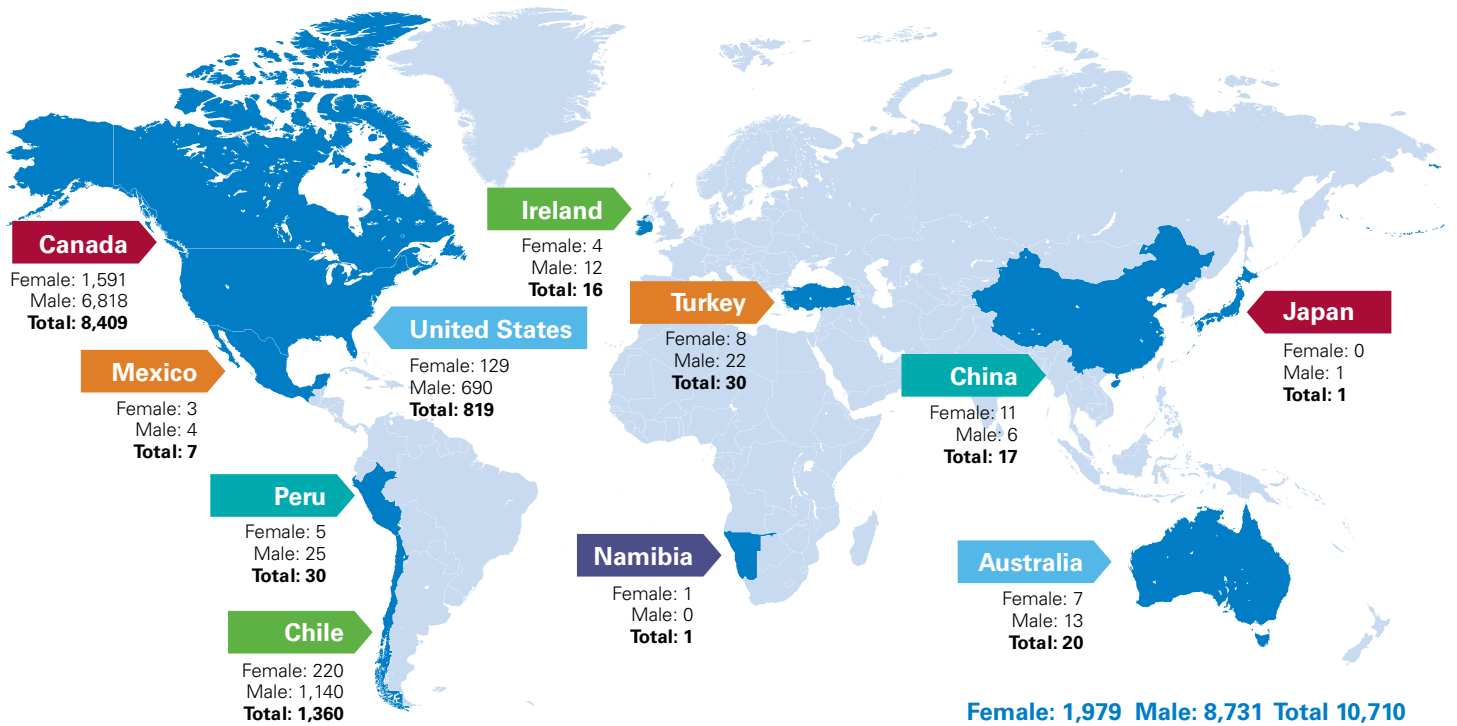 Canada
Female: 1,591
Male: 6,818
Total: 8,409
Ireland
Female: 4
Male: 12
Total: 16
United States
Female: 129
Male: 690
Total: 819
Turkey
Female: 8
Male: 22
Total: 30
Japan
Female: 0
Male: 1
Total: 1
Mexico
Female: 3
Male: 4
Total: 7
China
Female: 11
Male: 6
Total: 17
Peru
Female: 5
Male: 25
Total: 30
Namibia
Female: 1
Male: 0
Total: 1
Australia
Female: 7
Male: 13
Total: 20
Chile
Female: 220
Male: 1,140
Total: 1,360
Female: 1,979 Male: 8,731 Total 10,710